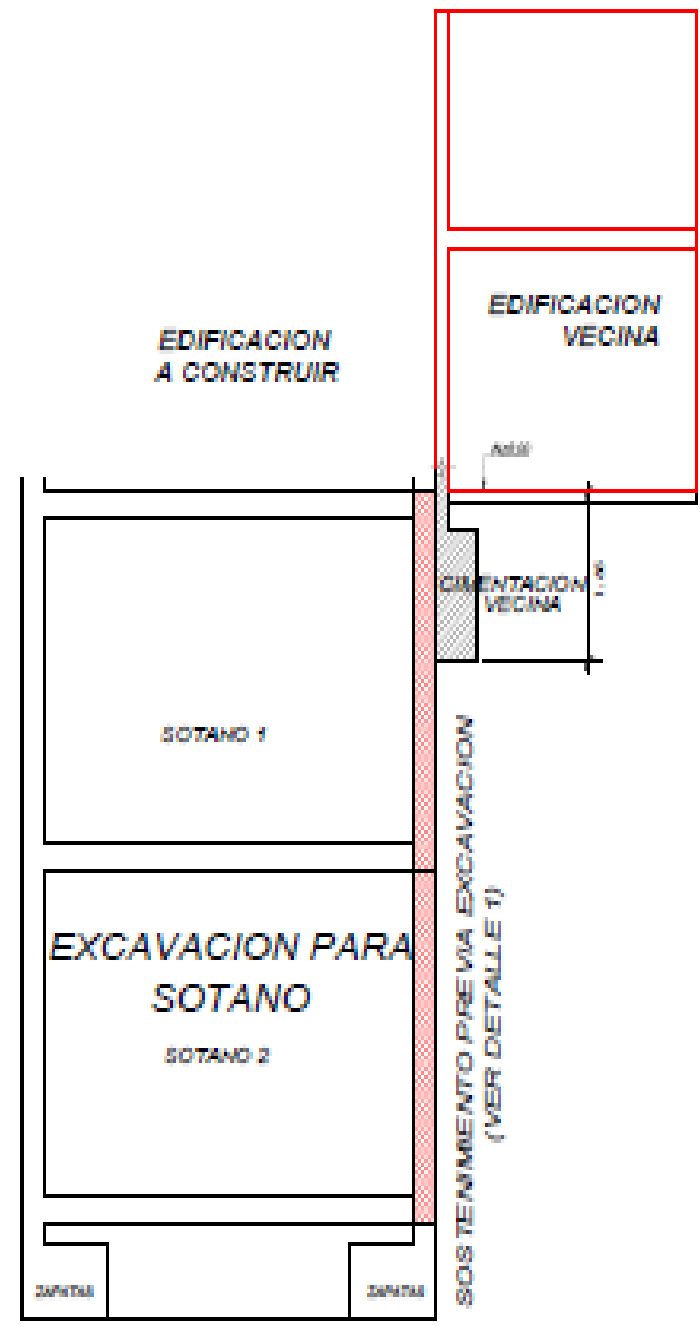 EDIFICACION
VECINA
EDIFICACION
A CONSTRUIR
CIMENTACION
VECINA
SOTANO 1
EXCAVACION PARA
SOTANO
SOTANO 2
SOSTENIMIENTO PREVIA EXCAVACION
(VER DETALLE 1)
ZAPATAS
ZAPATAS